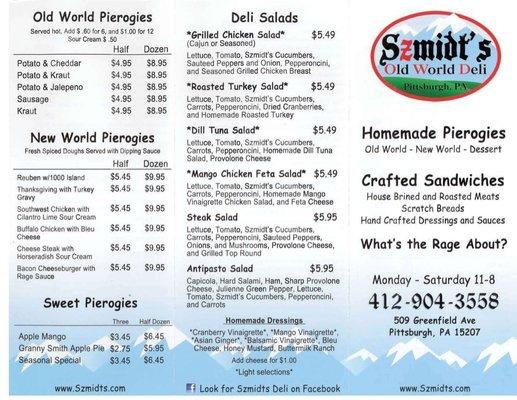 Old World Pierogies
Served hot, Add $ .60 for 6, and $1.00 for 12
Sour Cream $ .50
Half Dozen
Potato & Cheddar $4.95 $8.95
Potato & Kraut $4.95 $8.95
Potato & Jalepeno $4.95 $8.95
Sausage $4.95 $8.95
Kraut $4.95 $8.95
New World Pierogies
Fresh Spiced Doughs Served with Dipping Sauce
Half Dozen
Reuben w/1000 Island $5.45 $9.95
Thanksgiving with Turkey $5.45 $9.95
Gravy
Southwest Chicken with $5.45 $9.95
Cilantro Lime Sour Cream
Buffalo Chicken with Bleu $5.45 $9.95
Cheese
Cheese Steak with $5.45 $9.95
Horseradish Sour Cream
Bacon Cheeseburger with $5.45 $9.95
Rage Sauce
Sweet Pierogies
Three Half Dozen
Apple Mango $3.45 $6.45
Granny Smith Apple Pie $2.75 $5.95
Seasonal Special $3.45 $6.45
www.Szmidts.com
Deli Salads
*Grilled Chicken Salad* $5.49
(Cajun or Seasoned)
Lettuce, Tomato, Szmidt's Cucumbers,
Sauteed Peppers and Onion, Pepperoncini,
and Seasoned Grilled Chicken Breast
*Roasted Turkey Salad* $5.49
Lettuce, Tomato, Szmidt's Cucumbers,
Carrots, Pepperoncini, Dried Cranberries,
and Homemade Roasted Turkey
*Dill Tuna Salad* $5.49
Lettuce, Tomato, Szmidt's Cucumbers,
Carrots, Pepperoncini, Homemade Dill Tuna
Salad, Provolone Cheese
*Mango Chicken Feta Salad* $5.49
Lettuce, Tomato, Szmidt's Cucumbers,
Carrots, Pepperoncini, Homemade Mango
Vinaigrette Chicken Salad, and Feta Cheese
Steak Salad $5.95
Lettuce, Tomato, Szmidt's Cucumbers,
Carrots, Pepperoncini, Sauteed Peppers,
Onions, and Mushrooms, Provolone Cheese,
and Grilled Top Round
Antipasto Salad $5.95
Capicola, Hard Salami, Ham, Sharp Provolone
Cheese, Julienne Green Pepper, Lettuce,
Tomato, Szmidt's Cucumbers, Pepperoncini,
and Carrots
Homemade Dressings
*Cranberry Vinaigrette*, *Mango Vinaigrette*,
*Asian Ginger*, *Balsamic Vinaigrette*, Bleu
Cheese, Honey Mustard, Buttermilk Ranch
Add cheese for $1.00
*Light selections*
f Look for Szmidts Deli on Facebook
Szmidt's
Old World Deli
Pittsburgh, PA
Homemade Pierogies
Old World - New World - Dessert
Crafted Sandwiches
House Brined and Roasted Meats
Scratch Breads
Hand Crafted Dressings and Sauces
What's the Rage About?
Monday - Saturday 11-8
412-904-3558
509 Greenfield Ave
Pittsburgh, PA 15207
www.Szmidts.com